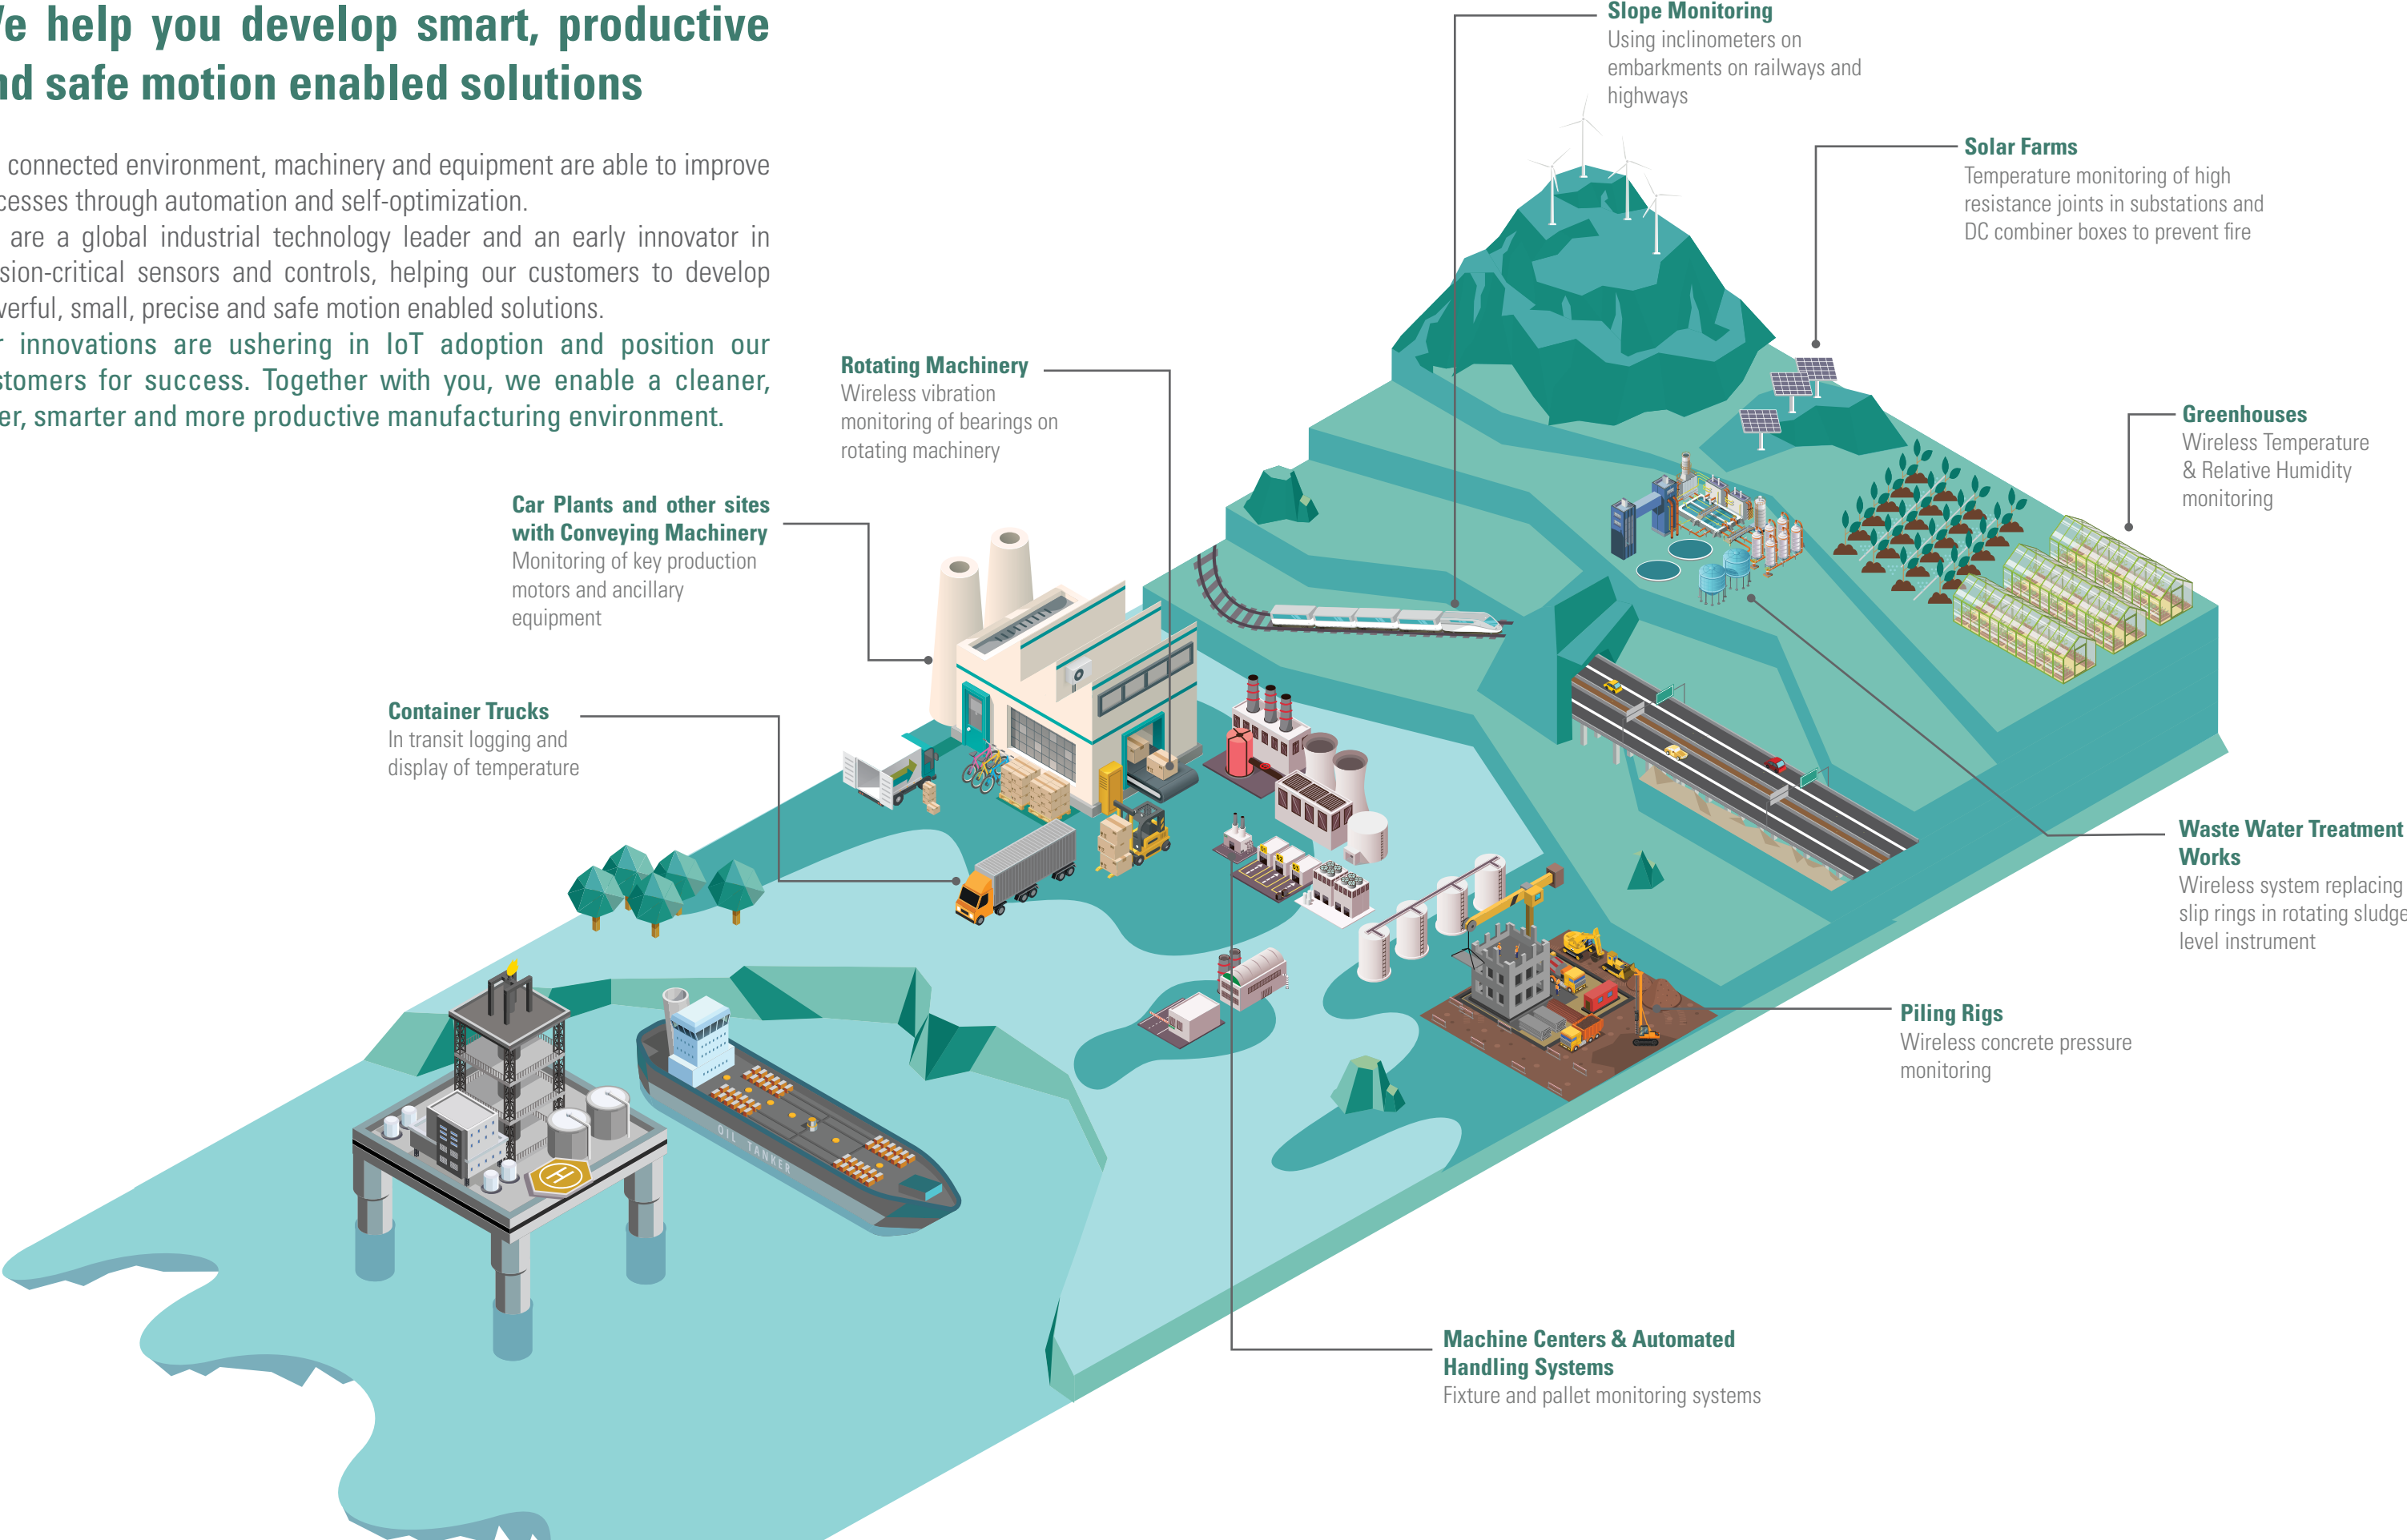 e help you develop smart, productive
nd safe motion enabled solutions
connected environment, machinery and equipment are able to improve
cesses through automation and self-optimization.
are a global industrial technology leader and an early innovator in
sion-critical sensors and controls, helping our customers to develop
verful, small, precise and safe motion enabled solutions.
r innovations are ushering in IoT adoption and position our
stomers for success. Together with you, we enable a cleaner,
er, smarter and more productive manufacturing environment.
Slope Monitoring
Using inclinometers on
embarkments on railways and
highways
Solar Farms
Temperature monitoring of high
resistance joints in substations and
DC combiner boxes to prevent fire
Rotating Machinery
Wireless vibration
monitoring of bearings on
rotating machinery
Greenhouses
Wireless Temperature
& Relative Humidity
monitoring
Car Plants and other sites
with Conveying Machinery
Monitoring of key production
motors and ancillary
equipment
Container Trucks
In transit logging and
display of temperature
Waste Water Treatment
Works
Wireless system replacing
slip rings in rotating sludge
level instrument
Piling Rigs
Wireless concrete pressure
monitoring
OIL TANKER
H
Machine Centers & Automated
Handling Systems
Fixture and pallet monitoring systems